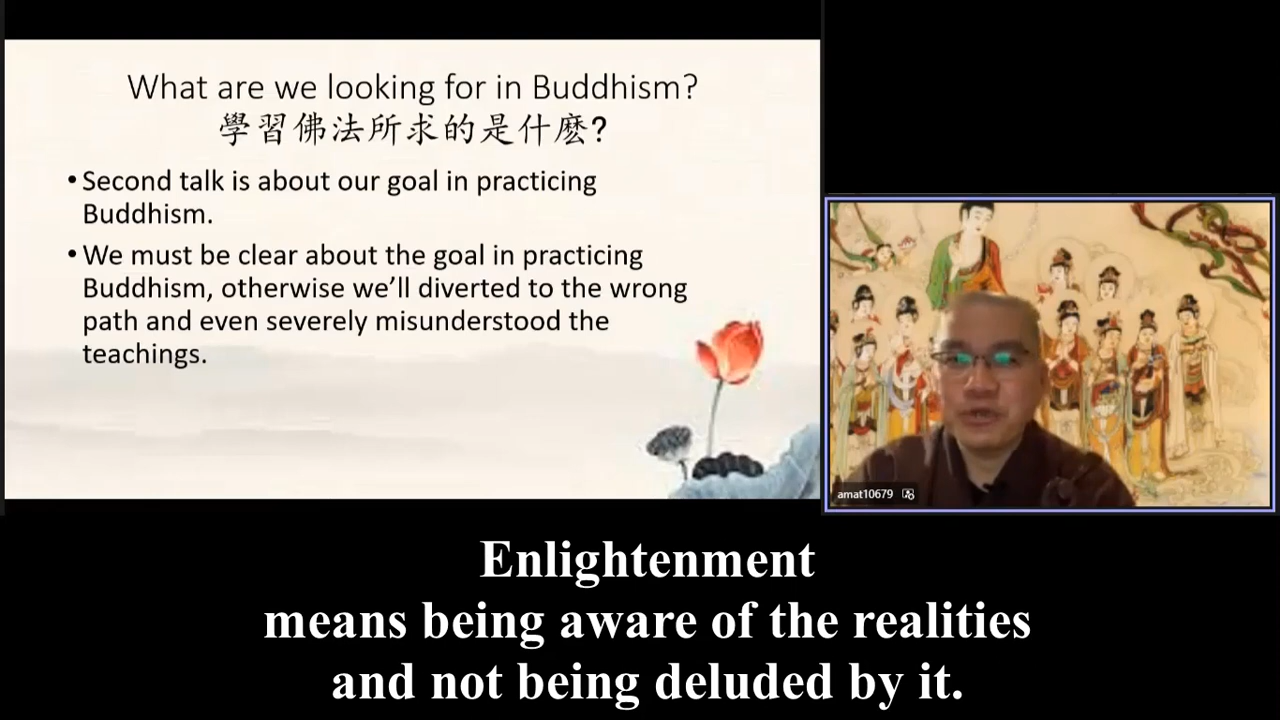 What are we looking for in Buddhism?
學習佛法所求的是什麽?
• Second talk is about our goal in practicing
Buddhism.
• We must be clear about the goal in practicing
Buddhism, otherwise we’ll diverted to the wrong
path and even severely misunderstood the
teachings.
amat10679
Enlightenment
means being aware of the realities
and not being deluded by it.